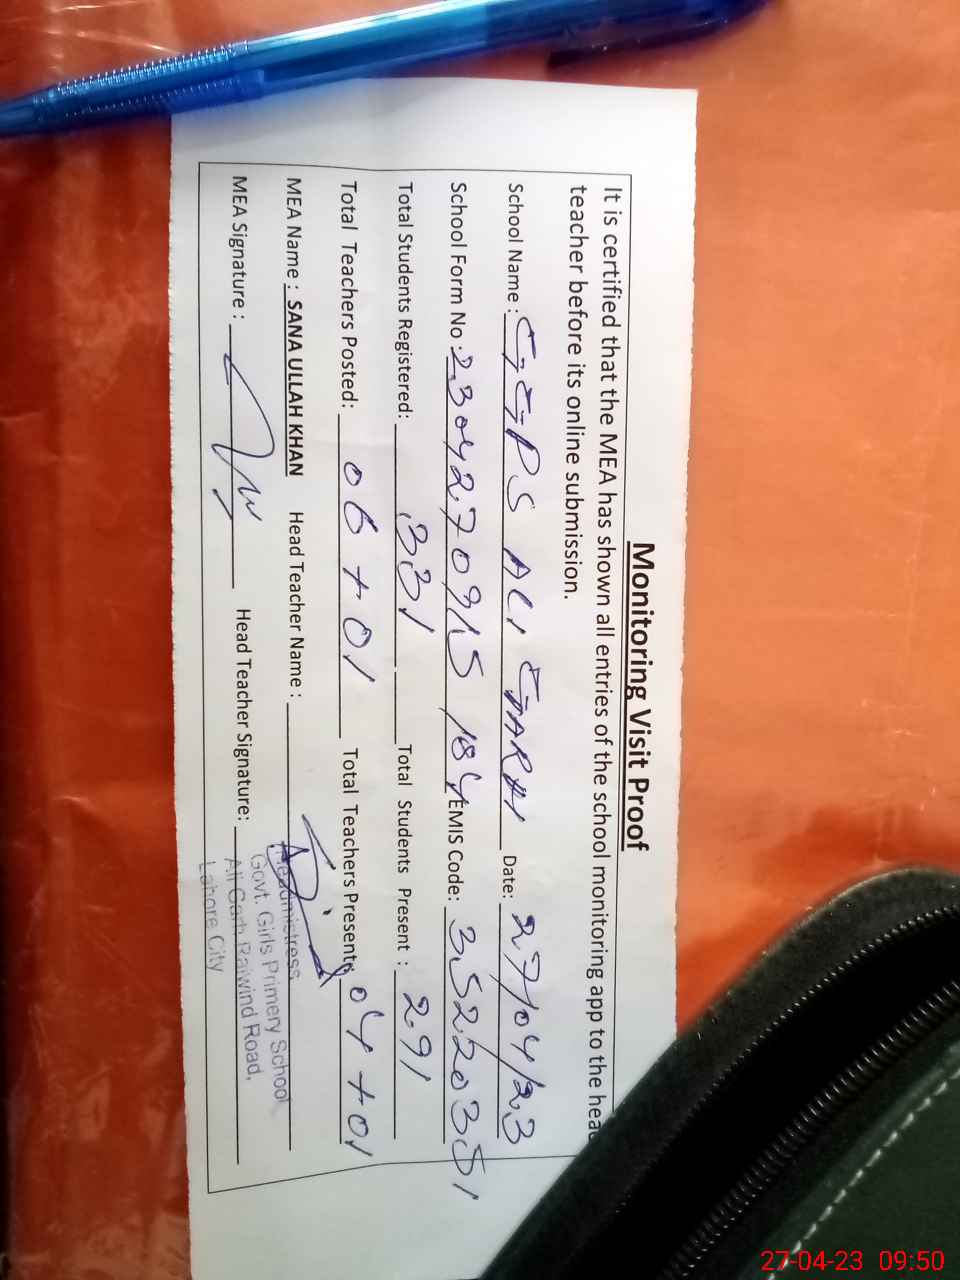 Monitoring Visit Proof
It is certified that the MEA has shown all entries of the school monitoring app to the head
teacher before its online submission.
School Name : GGPS ALI GARHI Date: 27/04/23
School Form No : 230427091S 184 EMIS Code: 35220351
Total Students Registered: 331 Total Students Present : 291
Total Teachers Posted: 06 + 01 Total Teachers Present: 04 + 01
MEA Name : SANA ULLAH KHAN Head Teacher Name :
MEA Signature : Head Teacher Signature:
Headmistress
Govt. Girls Primery School
Ali Garh Raiwind Road,
Lahore City
27-04-23 09:50